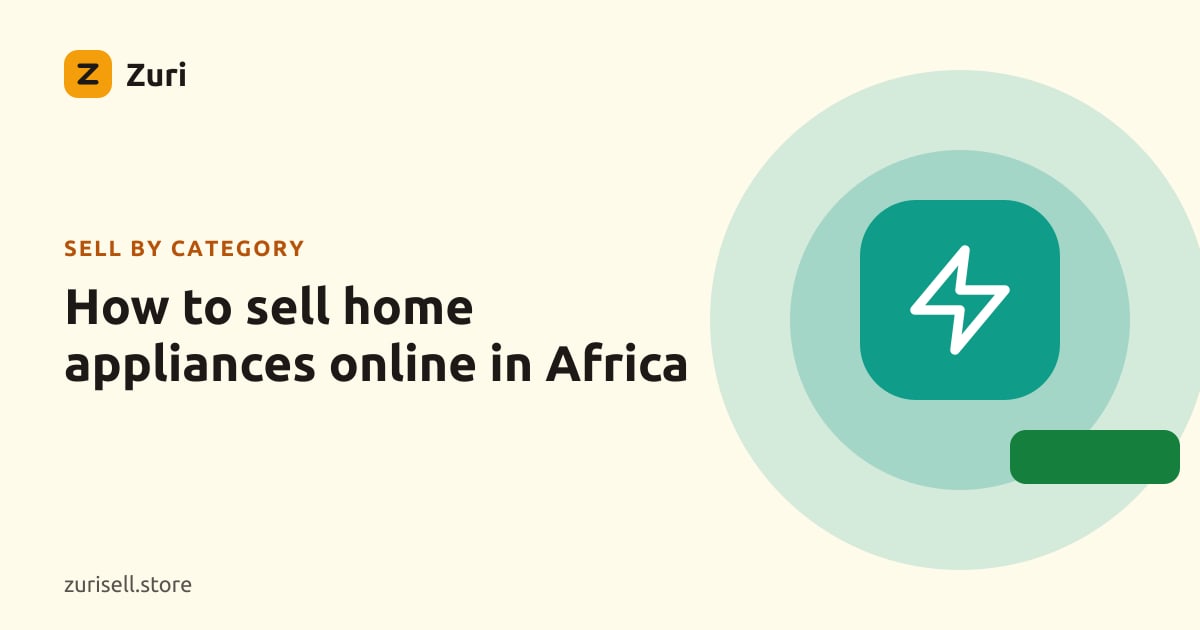 Z Zuri
SELL BY CATEGORY
How to sell home
appliances online in Africa
zurisell.store